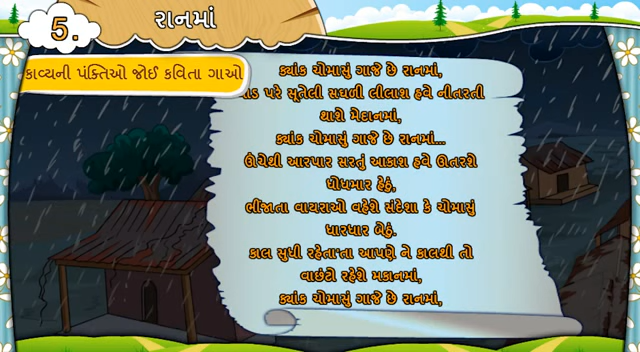 5.
રાનમાં
કાવ્યની પંક્તિઓ જોઈ કવિતા ગાઓ
ક્યાંક ચોમાસું ગાજે છે રાનમાં,
પરે સૂતેલી સઘળી લીલાશ હવે નીતરતી
થાશે મેદાનમાં,
ક્યાંક ચોમાસું ગાજે છે રાનમાં...
ઊંચેથી આરપાર સરતું આકાશ હવે ઊતરશે
ધોધમાર હેઠું,
ભીંજાતા વાયરાઓ વહેશે સંદેશા કે ચોમાસું
ધારધાર બેઠું.
કાલ સુધી રહેતા'તા આપણે ને કાલથી તો
વાછંટો રહેશે મકાનમાં,
ક્યાંક ચોમાસું ગાજે છે રાનમાં,